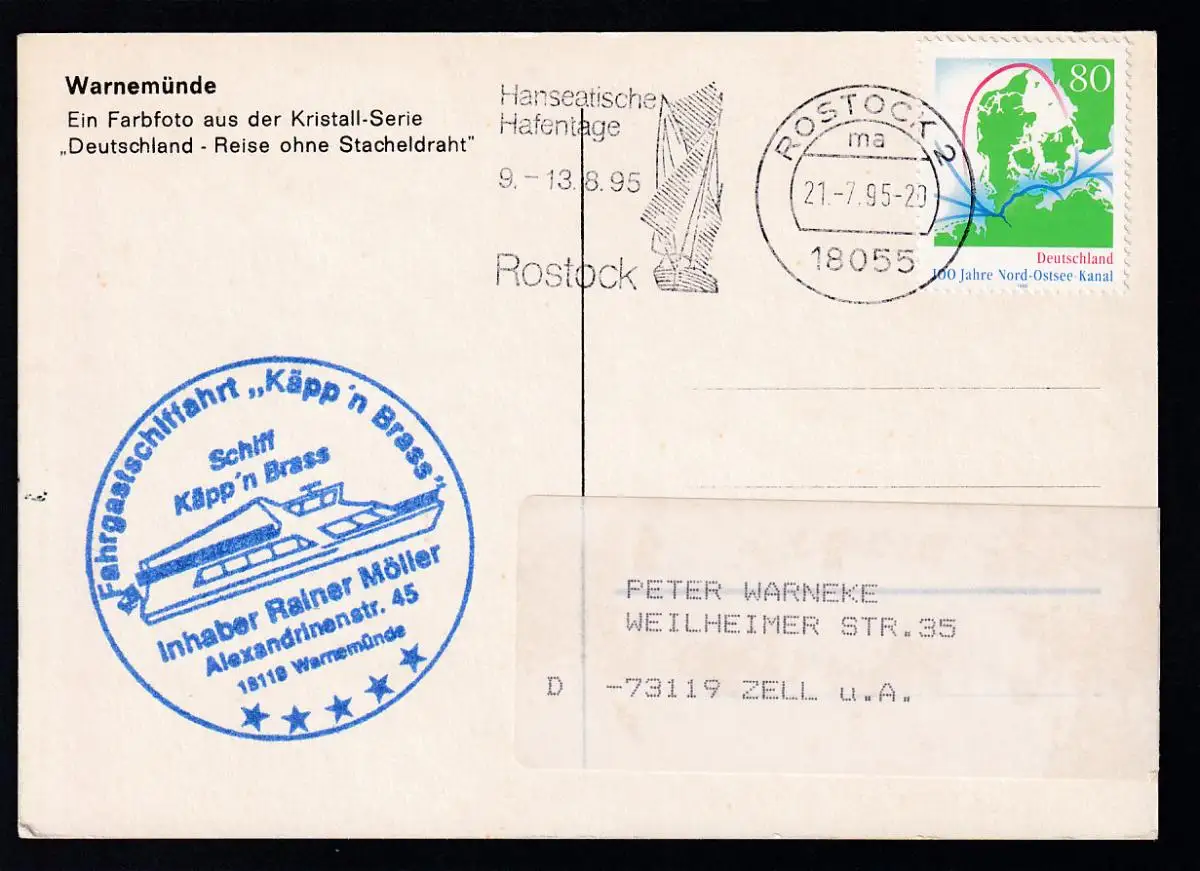 Warnemünde
Ein Farbfoto aus der Kristall-Serie
„Deutschland - Reise ohne Stacheldraht"
Hanseatische
Hafentage
9.-13.8.95
Rostock
ROSTOCK 2
ma
21.-7.95-20
18055
80
Deutschland
100 Jahre Nord-Ostsee-Kanal
Fahrgastschiffahrt „Käpp'n Brass"
Schiff
Käpp'n Brass
Inhaber Rainer Möller
Alexandrinenstr. 45
18119 Warnemünde
PETER WARNEKE
WEILHEIMER STR.35
D -73119 ZELL u.A.